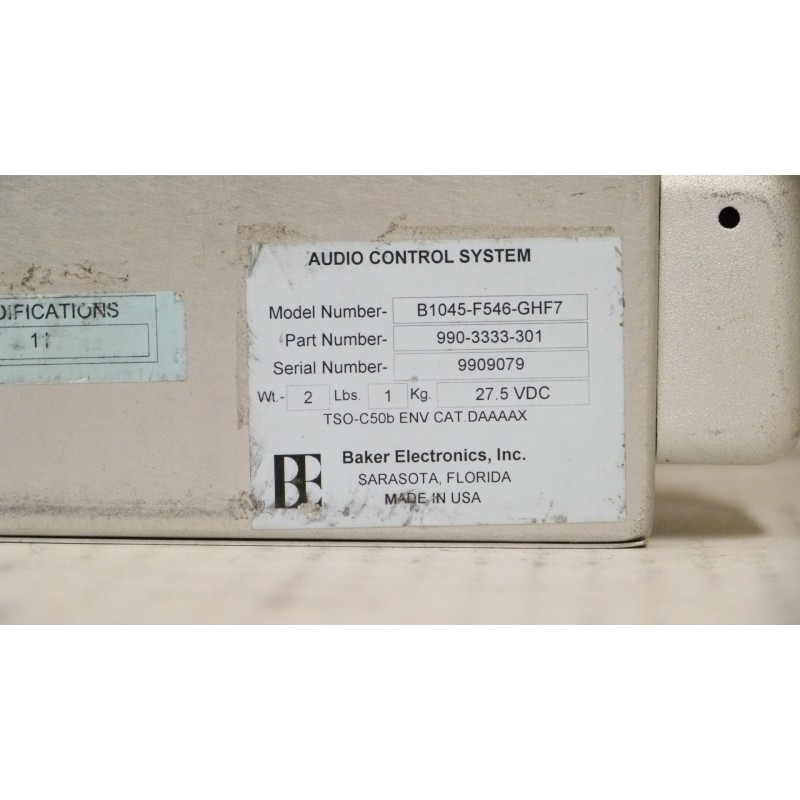 DIFICATIONS
11
AUDIO CONTROL SYSTEM
Model Number- B1045-F546-GHF7
Part Number- 990-3333-301
Serial Number- 9909079
Wt.- 2 Lbs. 1 Kg. 27.5 VDC
TSO-C50b ENV CAT.DAAAAX
BE
Baker Electronics, Inc.
SARASOTA, FLORIDA
MADE IN USA